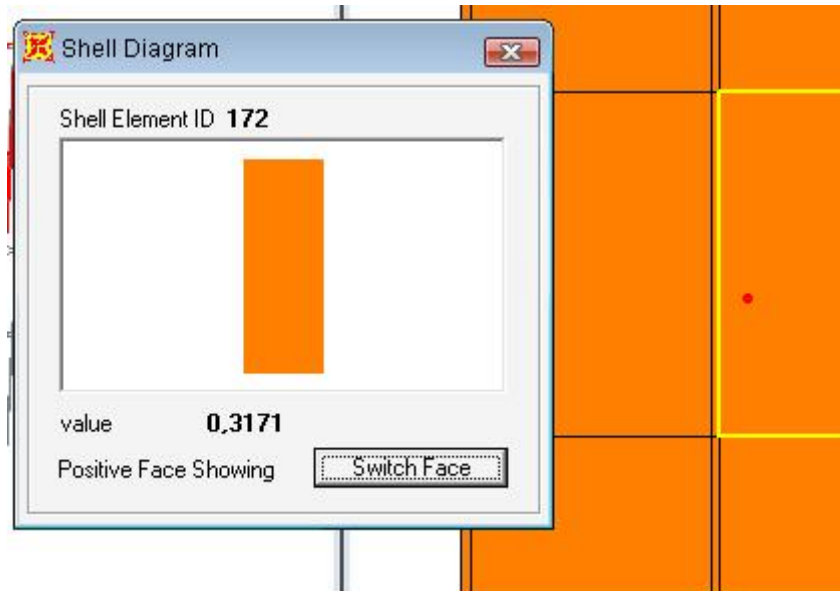 Shell Diagram
Shell Element ID 172
value 0,3171
Positive Face Showing Switch Face